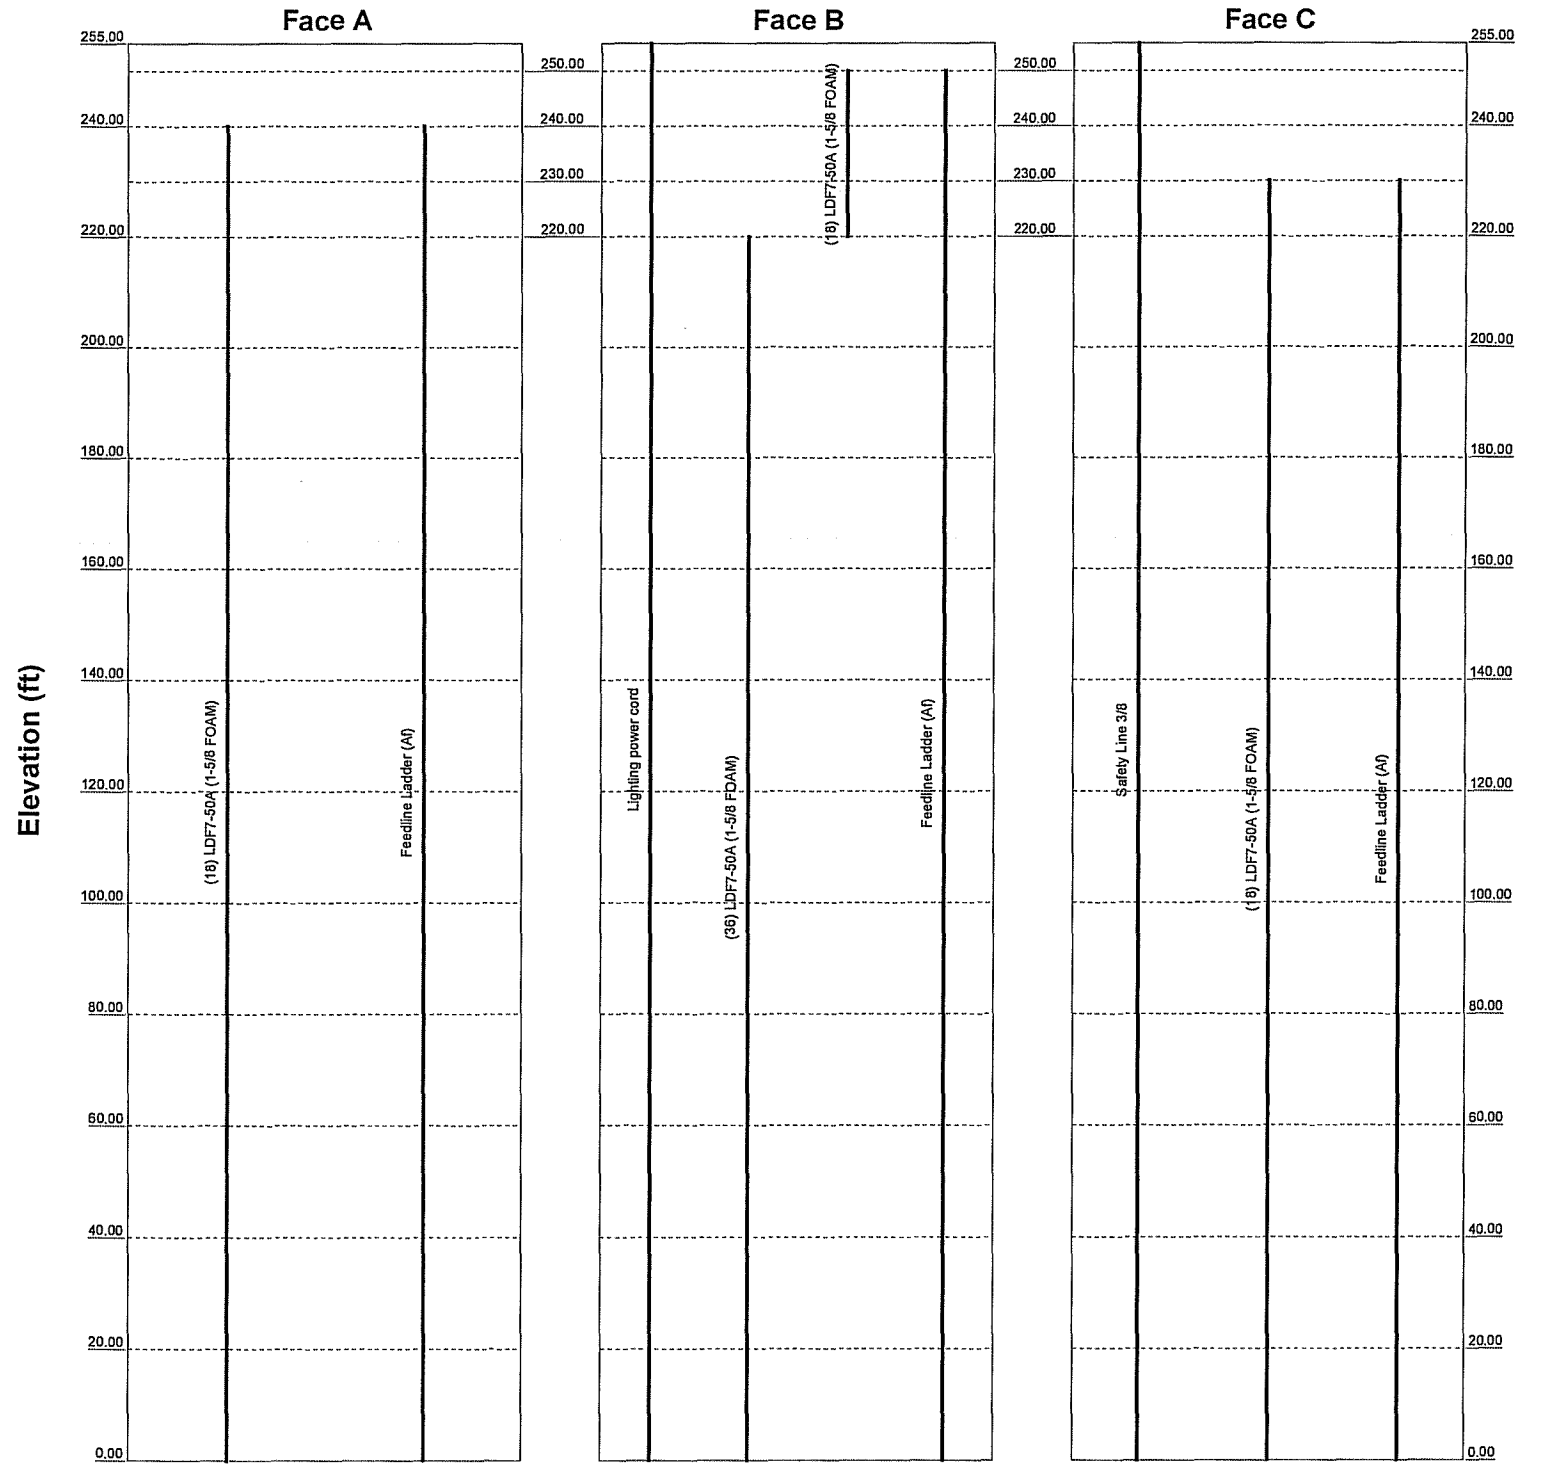 Face A
Face B
Face C
255.00
240.00
220.00
200.00
180.00
160.00
140.00
120.00
100.00
80.00
60.00
40.00
20.00
0.00
Elevation (ft)
(18) LDF7-50A (1-5/8 FOAM)
Feedline Ladder (Af)
250.00
240.00
230.00
220.00
Lighting power cord
(36) LDF7-50A (1-5/8 FOAM)
(18) LDF7-50A (1-5/8 FOAM)
Feedline Ladder (Af)
250.00
240.00
230.00
220.00
Safety Line 3/8
(18) LDF7-50A (1-5/8 FOAM)
Feedline Ladder (Af)
255.00
240.00
220.00
200.00
180.00
160.00
140.00
120.00
100.00
80.00
60.00
40.00
20.00
0.00